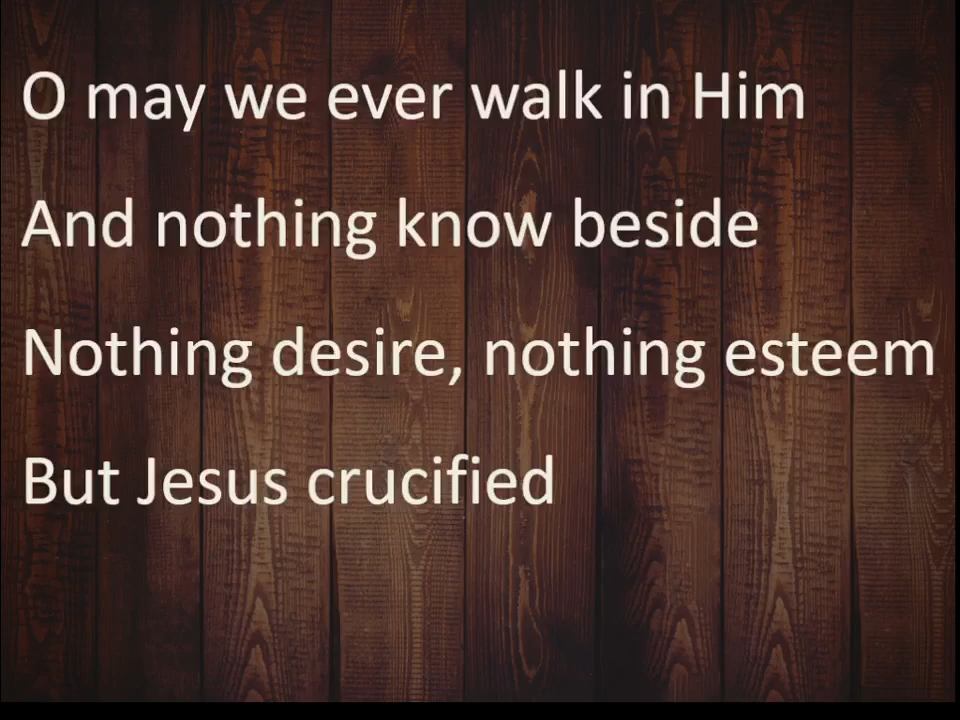 O may we ever walk in Him
And nothing know beside
Nothing desire, nothing esteem
But Jesus crucified